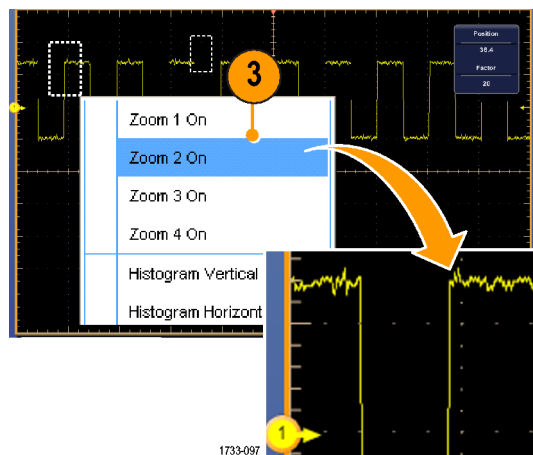 Position
38.4
Factor
20
3
Zoom 1 On
Zoom 2 On
Zoom 3 On
Zoom 4 On
Histogram Vertical
Histogram Horizont
1
1733-097